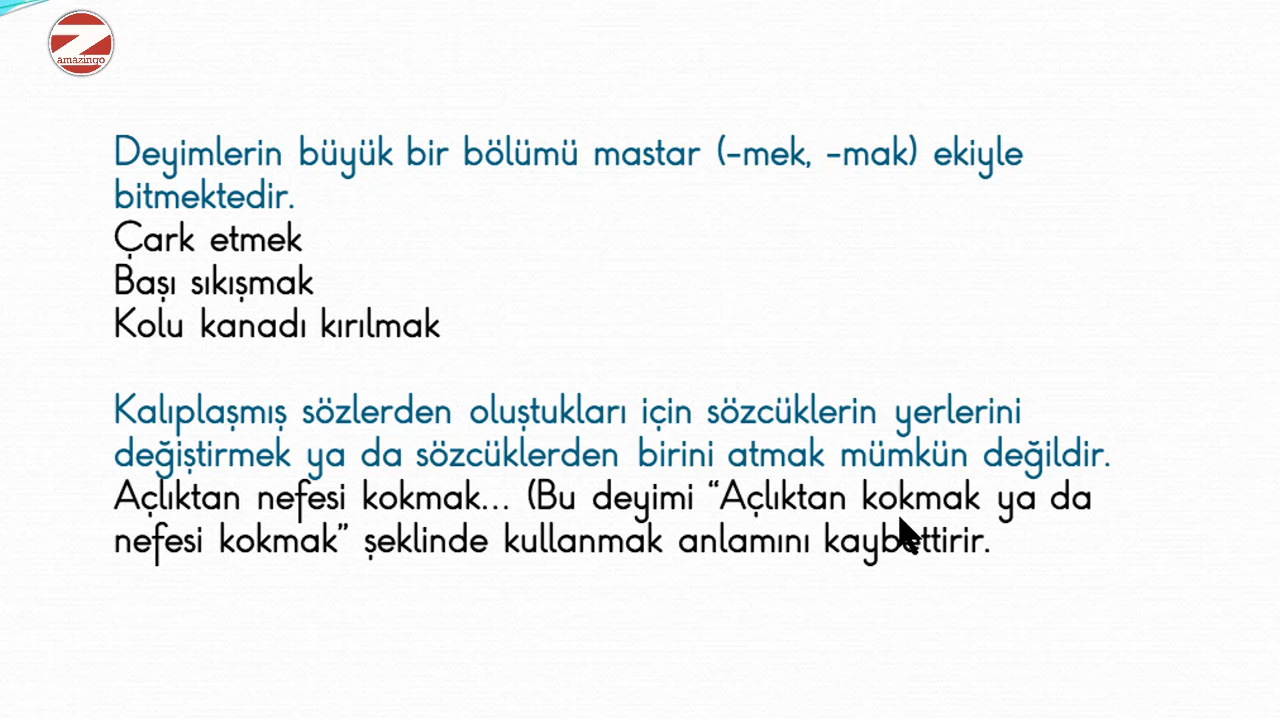 amazingo
Deyimlerin büyük bir bölümü mastar (-mek, -mak) ekiyle
bitmektedir.
Çark etmek
Başı sıkışmak
Kolu kanadı kırılmak
Kalıplaşmış sözlerden oluştukları için sözcüklerin yerlerini
değiştirmek ya da sözcüklerden birini atmak mümkün değildir.
Açlıktan nefesi kokmak... (Bu deyimi “Açlıktan kokmak ya da
nefesi kokmak” şeklinde kullanmak anlamını kaybettirir.